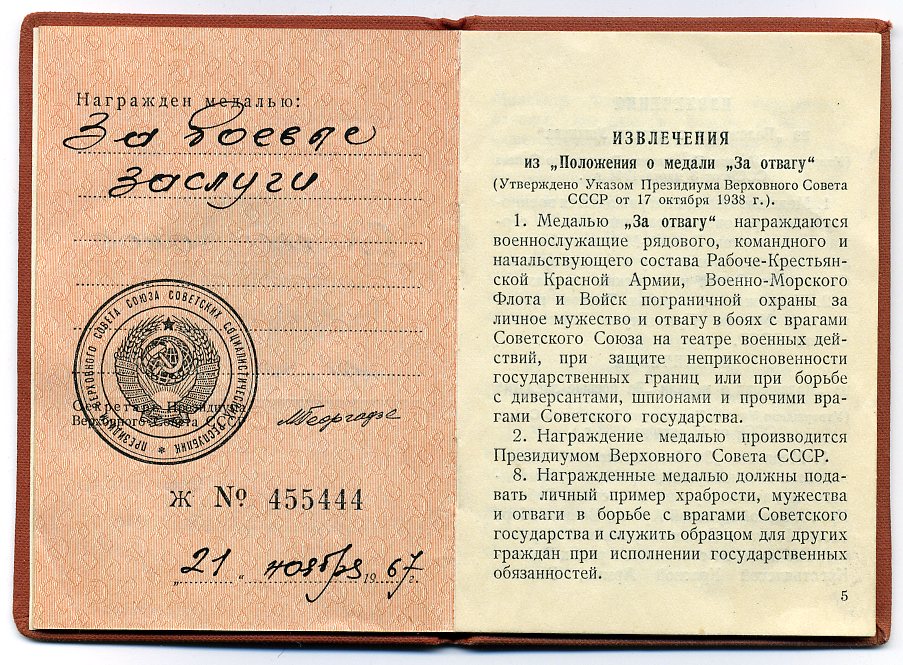 Награжден медалью:
За боевые
заслуги
ПРЕЗИДИУМ ВЕРХОВНОГО СОВЕТА СОЮЗА СОВЕТСКИХ СОЦИАЛИСТИЧЕСКИХ РЕСПУБЛИК *
Секретарь Президиума
Верховного Совета СССР
МГеоргадзе
Ж № 455444
„21“ ноября 1967 г.
ИЗВЛЕЧЕНИЯ
из „Положения о медали „За отвагу“
(Утверждено Указом Президиума Верховного Совета
СССР от 17 октября 1938 г.).
1. Медалью „За отвагу“ награждаются
военнослужащие рядового, командного и
начальствующего состава Рабоче-Крестьян-
ской Красной Армии, Военно-Морского
Флота и Войск пограничной охраны за
личное мужество и отвагу в боях с врагами
Советского Союза на театре военных дей-
ствий, при защите неприкосновенности
государственных границ или при борьбе
с диверсантами, шпионами и прочими вра-
гами Советского государства.
2. Награждение медалью производится
Президиумом Верховного Совета СССР.
8. Награжденные медалью должны пода-
вать личный пример храбрости, мужества
и отваги в борьбе с врагами Советского
государства и служить образцом для других
граждан при исполнении государственных
обязанностей.
5